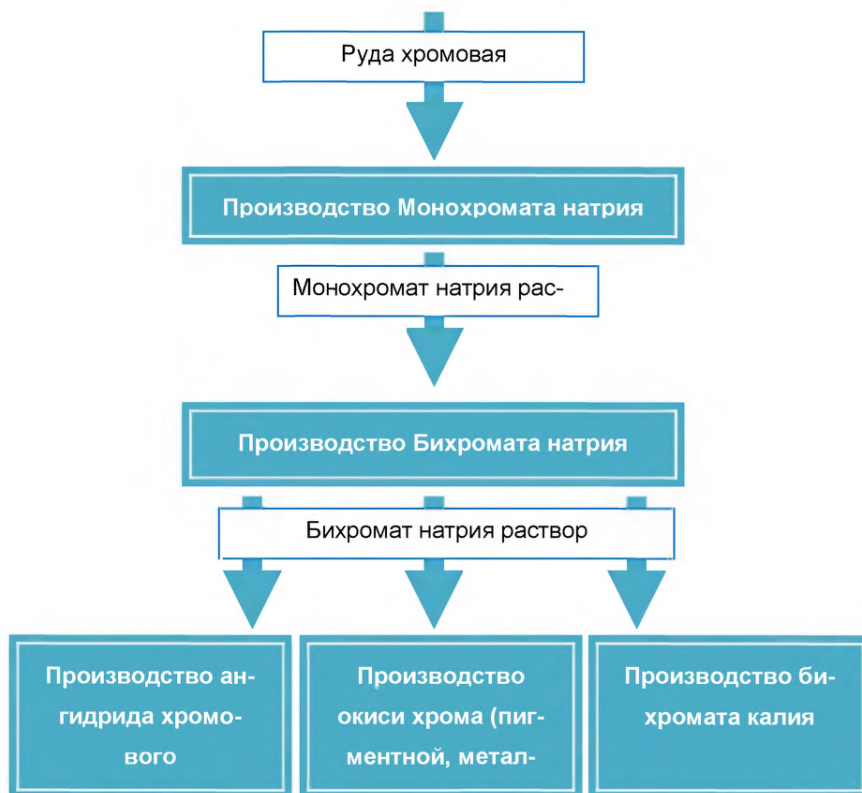 Руда хромовая
Производство Монохромата натрия
Монохромат натрия рас-
Производство Бихромата натрия
Бихромат натрия раствор
Производство ан-
гидрида хромо-
вого
Производство
окиси хрома (пиг-
ментной, метал-
Производство би-
хромата калия